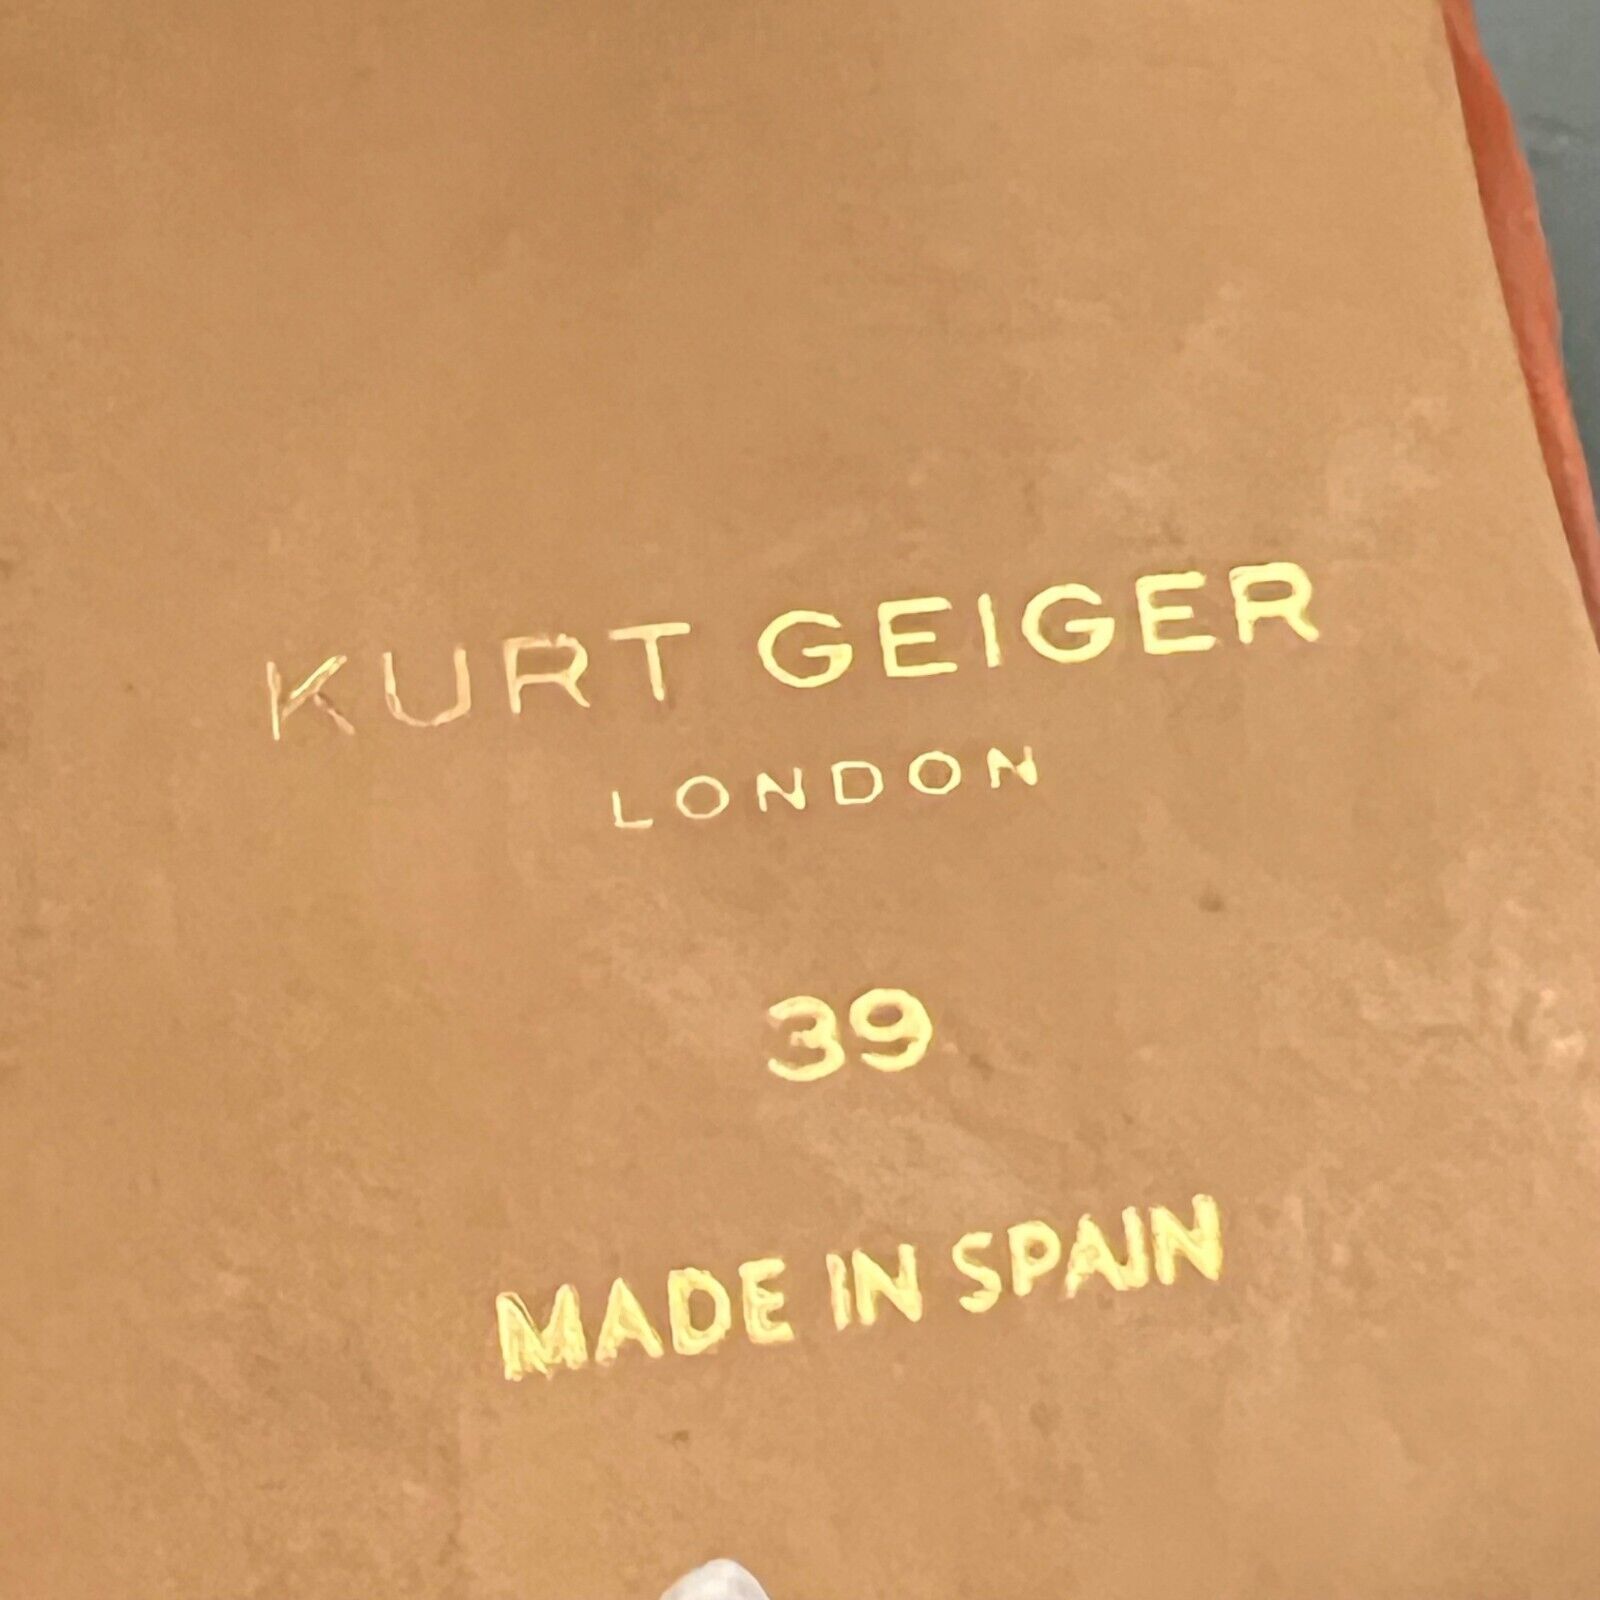 KURT GEIGER
LONDON
39
MADE IN SPAIN